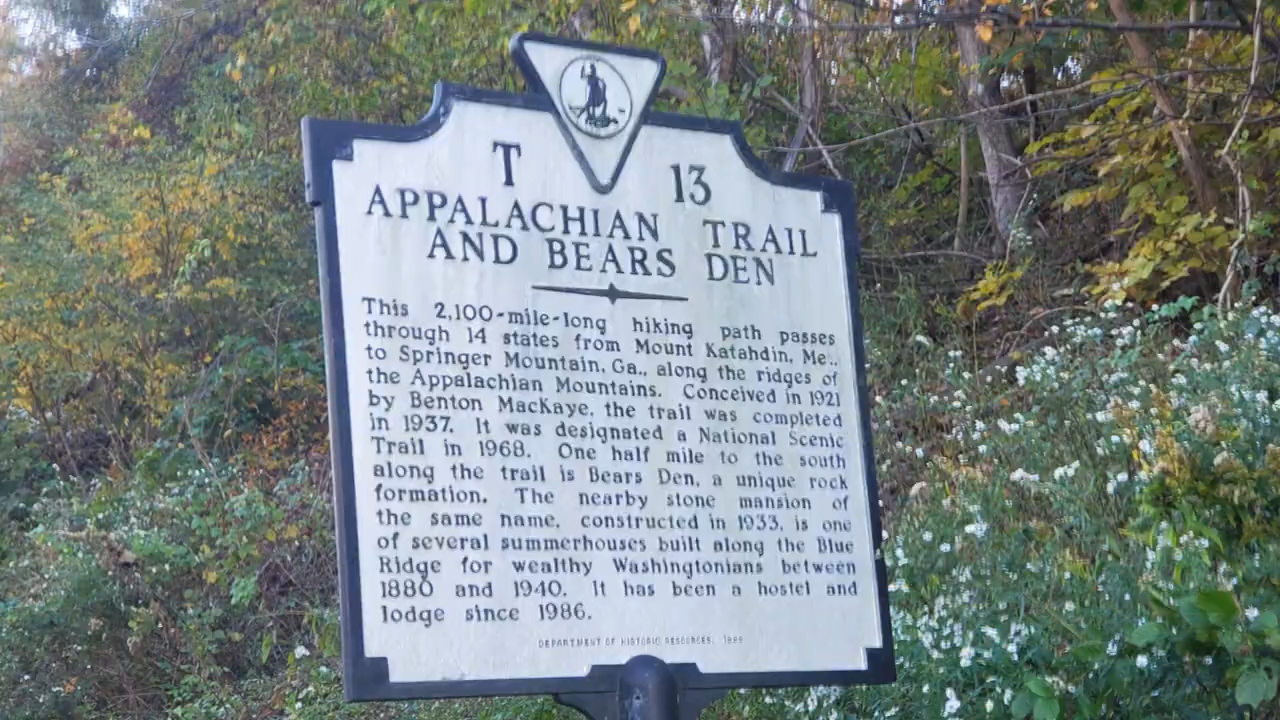 T 13
APPALACHIAN TRAIL
AND BEARS DEN
This 2,100-mile-long hiking path passes
through 14 states from Mount Katahdin, Me.,
to Springer Mountain, Ga., along the ridges of
the Appalachian Mountains. Conceived in 1921
by Benton MacKaye, the trail was completed
in 1937. It was designated a National Scenic
Trail in 1968. One half mile to the south
along the trail is Bears Den, a unique rock
formation. The nearby stone mansion of
the same name, constructed in 1933, is one
of several summerhouses built along the Blue
Ridge for wealthy Washingtonians between
1880 and 1940. It has been a hostel and
lodge since 1986.
DEPARTMENT OF HISTORIC RESOURCES,